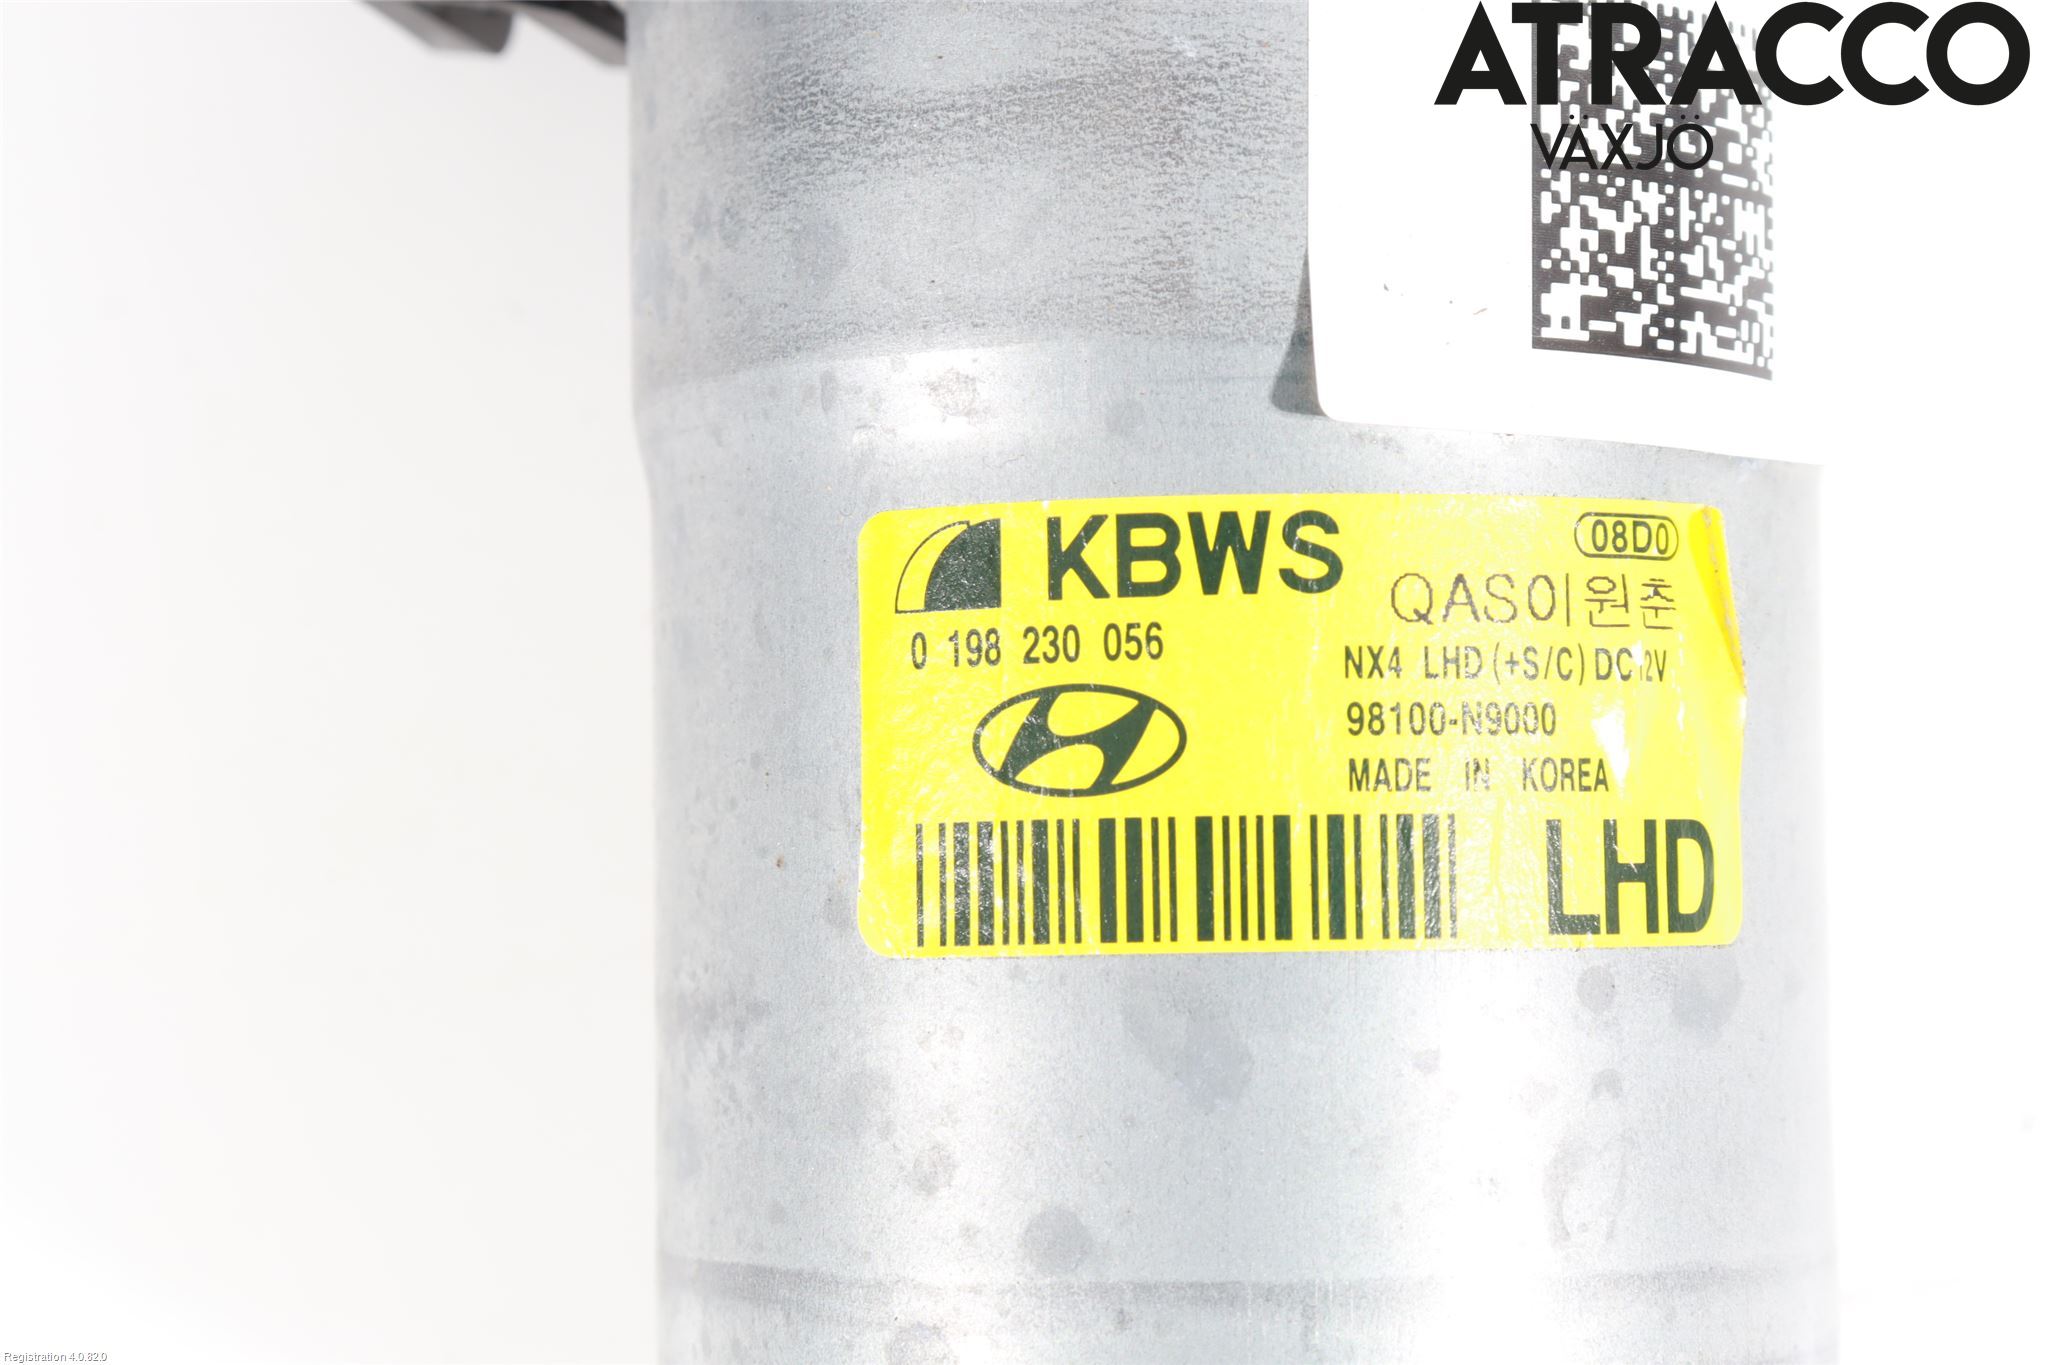 ATRACCO
VÄXJÖ
KBWS
08D0
QAS이원춘
0 198 230 056
NX4 LHD (+S/C) DC12V
98100-N9000
MADE IN KOREA
LHD
Registration 4.0.82.0